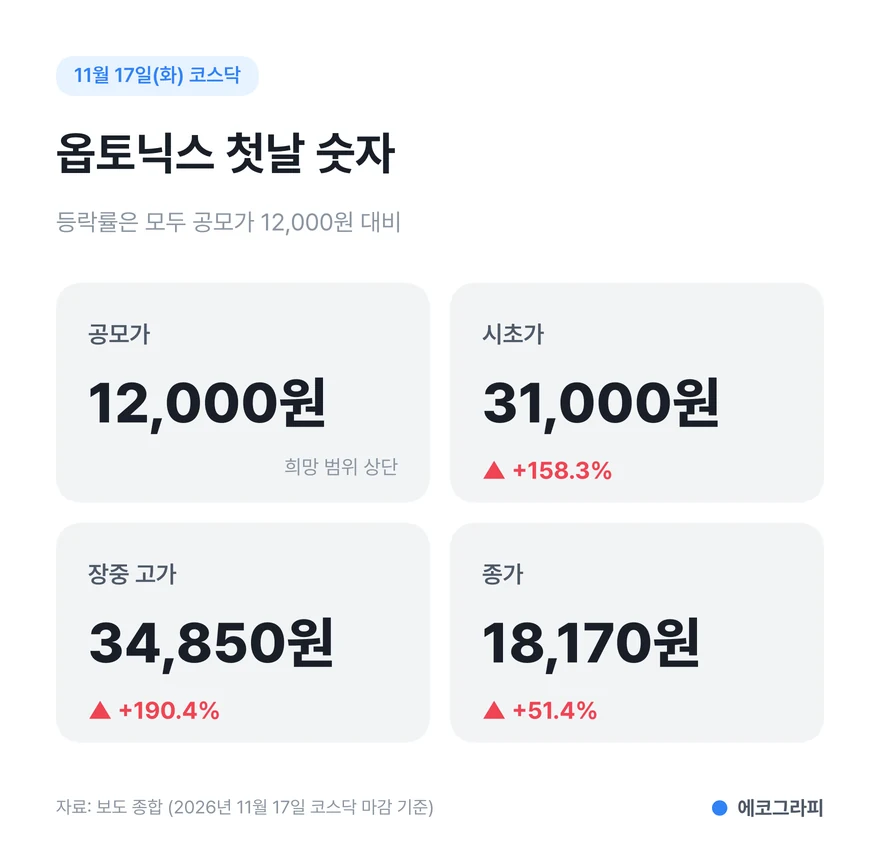 11월 17일(화) 코스닥
옵토닉스 첫날 숫자
등락률은 모두 공모가 12,000원 대비
공모가
12,000원
희망 범위 상단
시초가
31,000원
▲ +158.3%
장중 고가
34,850원
▲ +190.4%
종가
18,170원
▲ +51.4%
자료: 보도 종합 (2026년 11월 17일 코스닥 마감 기준)
에코그라피